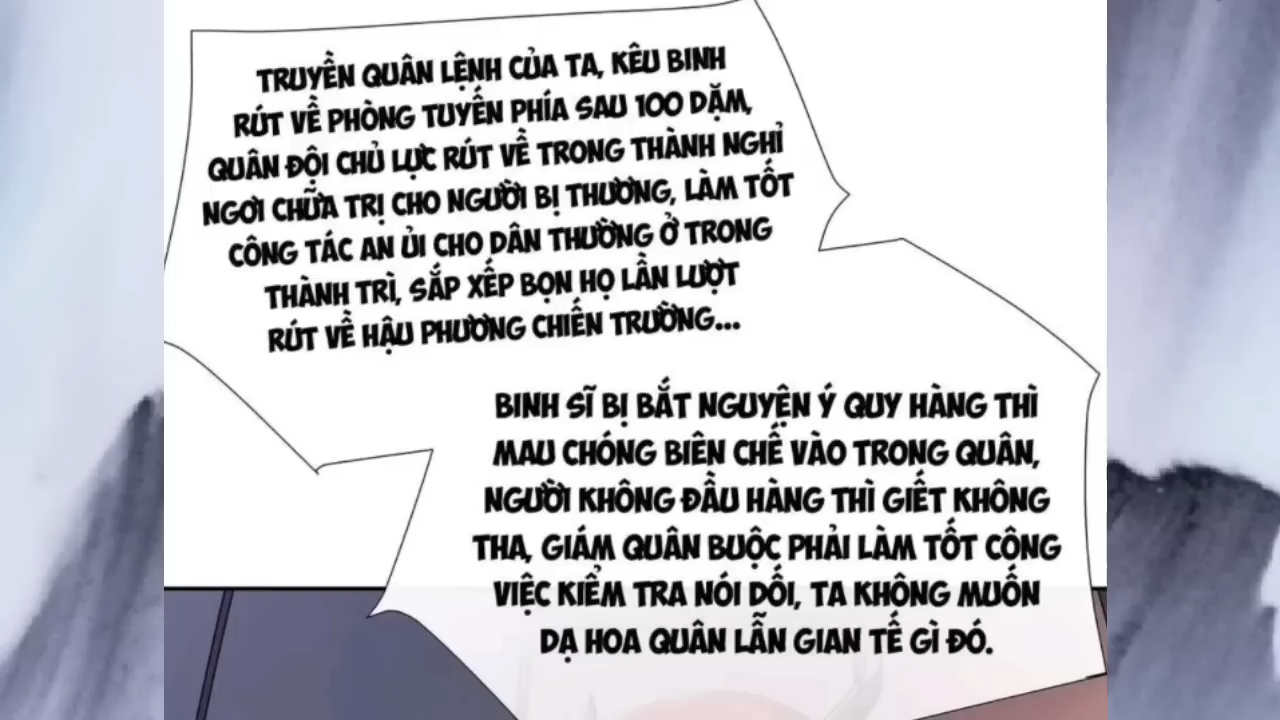 TRUYỀN QUÂN LỆNH CỦA TA, KÊU BINH
RÚT VỀ PHÒNG TUYẾN PHÍA SAU 100 DẶM,
QUÂN ĐỘI CHỦ LỰC RÚT VỀ TRONG THÀNH NGHỈ
NGƠI CHỮA TRỊ CHO NGƯỜI BỊ THƯƠNG, LÀM TỐT
CÔNG TÁC AN ỦI CHO DÂN THƯỜNG Ở TRONG
THÀNH TRÌ, SẮP XẾP BỌN HỌ LẦN LƯỢT
RÚT VỀ HẬU PHƯƠNG CHIẾN TRƯỜNG...
BINH SĨ BỊ BẮT NGUYỆN Ý QUY HÀNG THÌ
MAU CHÓNG BIÊN CHẾ VÀO TRONG QUÂN,
NGƯỜI KHÔNG ĐẦU HÀNG THÌ GIẾT KHÔNG
THA, GIÁM QUÂN BUỘC PHẢI LÀM TỐT CÔNG
VIỆC KIỂM TRA NÓI DỐI, TA KHÔNG MUỐN
DẠ HOA QUÂN LẪN GIAN TẾ GÌ ĐÓ.